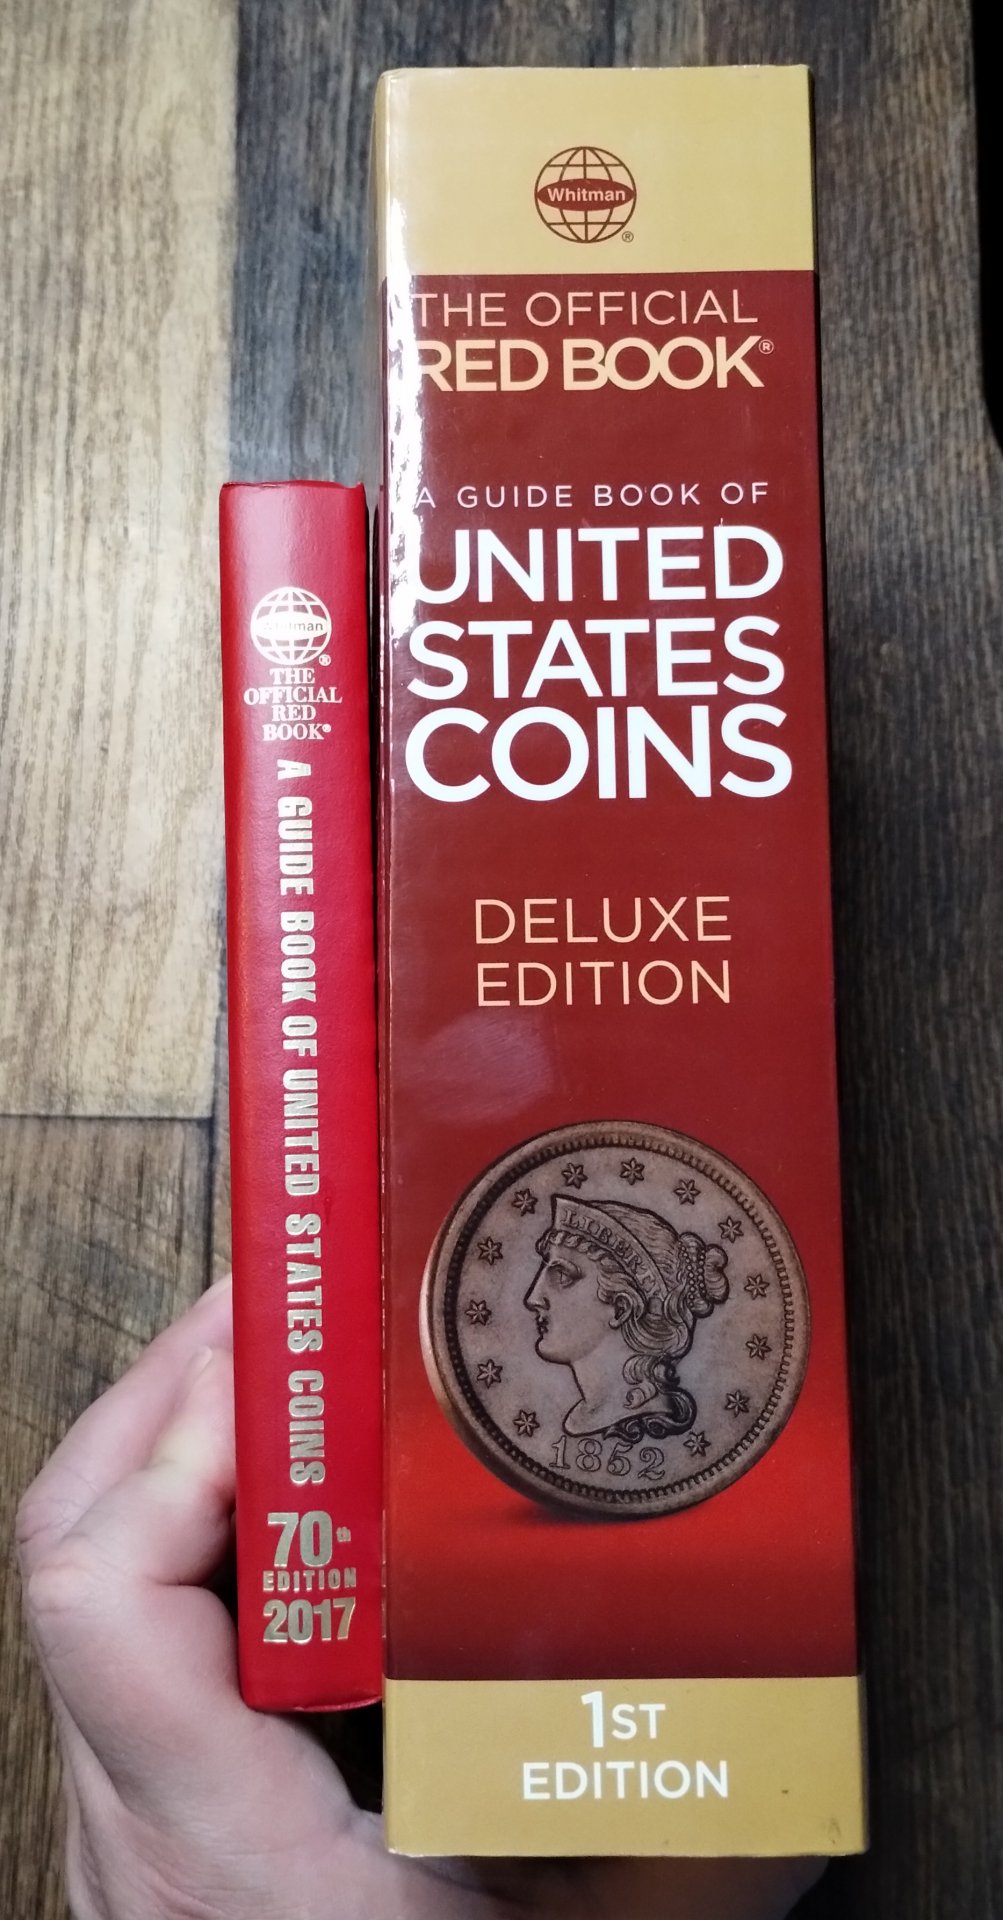 Whitman
®
THE
OFFICIAL
RED
BOOK®
A GUIDE BOOK OF UNITED STATES COINS
70th
EDITION
2017
Whitman
®
THE OFFICIAL
RED BOOK®
A GUIDE BOOK OF
UNITED
STATES
COINS
DELUXE
EDITION
LIBERTY
1852
1ST
EDITION